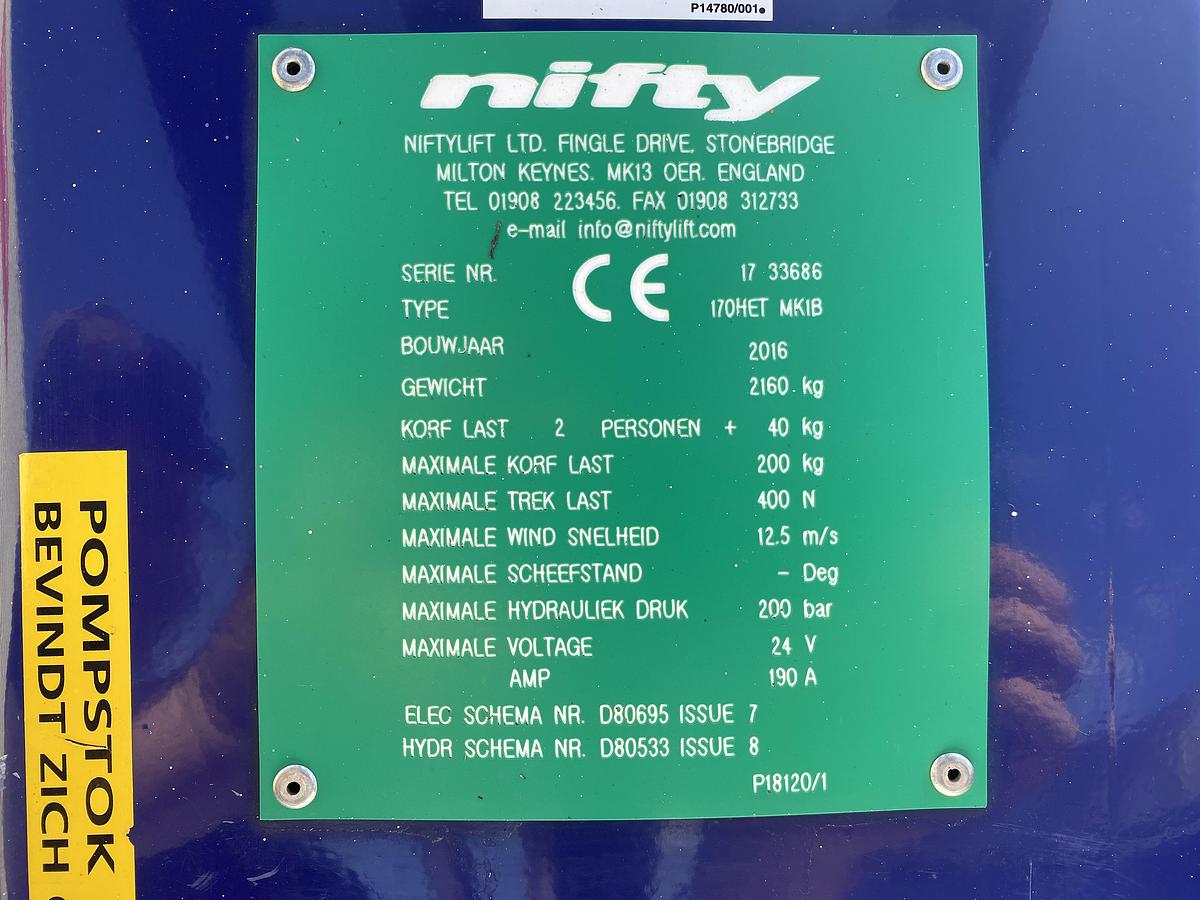 P14780/001
nifty
NIFTYLIFT LTD. FINGLE DRIVE, STONEBRIDGE
MILTON KEYNES. MK13 OER. ENGLAND
TEL 01908 223456. FAX 01908 312733
e-mail info@niftylift.com
CE
SERIE NR. 17 33686
TYPE 170HET MK1B
BOUWJAAR 2016
GEWICHT 2160 kg
KORF LAST 2 PERSONEN + 40 kg
MAXIMALE KORF LAST 200 kg
MAXIMALE TREK LAST 400 N
MAXIMALE WIND SNELHEID 12.5 m/s
MAXIMALE SCHEEFSTAND – Deg
MAXIMALE HYDRAULIEK DRUK 200 bar
MAXIMALE VOLTAGE 24 V
AMP 190 A
ELEC SCHEMA NR. D80695 ISSUE 7
HYDR SCHEMA NR. D80533 ISSUE 8
P18120/1
POMPSTOK
BEVINDT ZICH